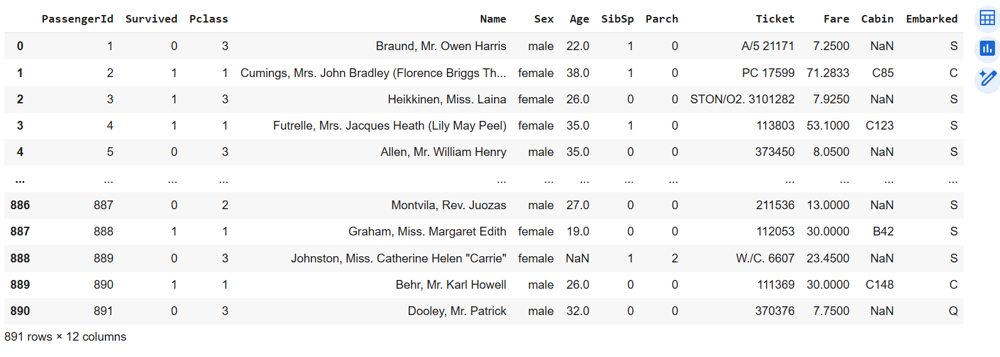 PassengerId Survived Pclass Name Sex Age SibSp Parch Ticket Fare Cabin Embarked
0 1 0 3 Braund, Mr. Owen Harris male 22.0 1 0 A/5 21171 7.2500 NaN S
1 2 1 1 Cumings, Mrs. John Bradley (Florence Briggs Th... female 38.0 1 0 PC 17599 71.2833 C85 C
2 3 1 3 Heikkinen, Miss. Laina female 26.0 0 0 STON/O2. 3101282 7.9250 NaN S
3 4 1 1 Futrelle, Mrs. Jacques Heath (Lily May Peel) female 35.0 1 0 113803 53.1000 C123 S
4 5 0 3 Allen, Mr. William Henry male 35.0 0 0 373450 8.0500 NaN S
... ... ... ... ... ... ... ... ... ... ... ... ...
886 887 0 2 Montvila, Rev. Juozas male 27.0 0 0 211536 13.0000 NaN S
887 888 1 1 Graham, Miss. Margaret Edith female 19.0 0 0 112053 30.0000 B42 S
888 889 0 3 Johnston, Miss. Catherine Helen "Carrie" female NaN 1 2 W./C. 6607 23.4500 NaN S
889 890 1 1 Behr, Mr. Karl Howell male 26.0 0 0 111369 30.0000 C148 C
890 891 0 3 Dooley, Mr. Patrick male 32.0 0 0 370376 7.7500 NaN Q
891 rows × 12 columns